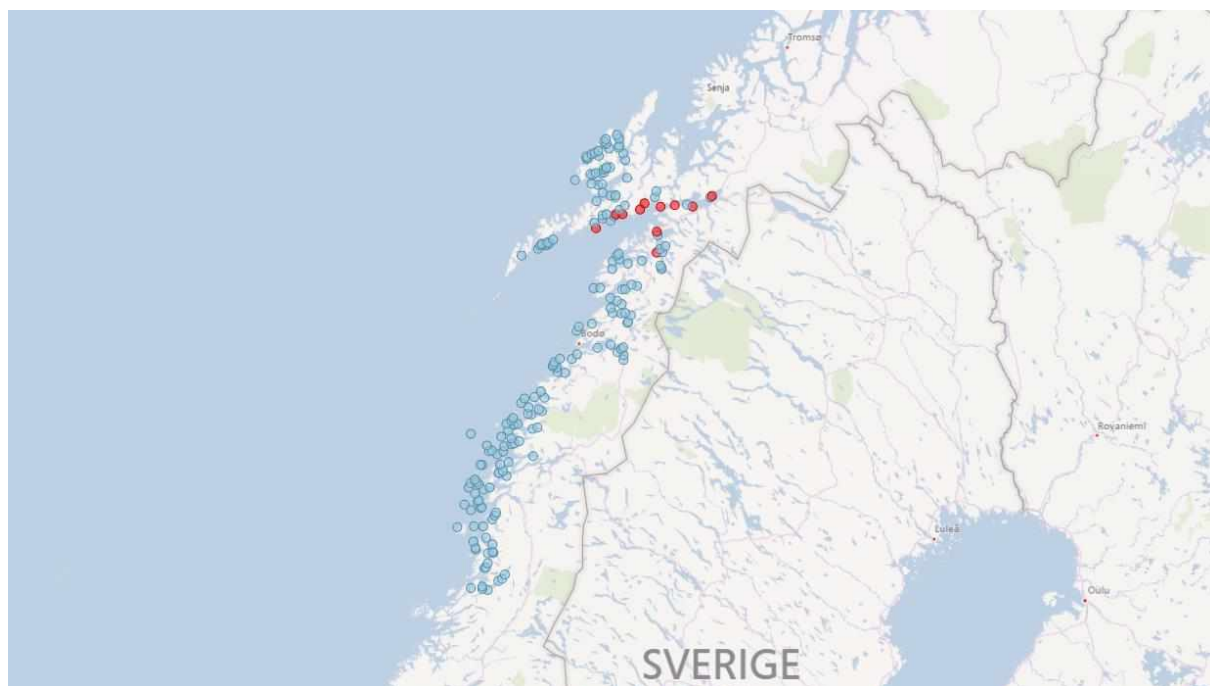 Tromsø
Senja
Bodø
Rovaniemi
Luleå
Oulu
SVERIGE